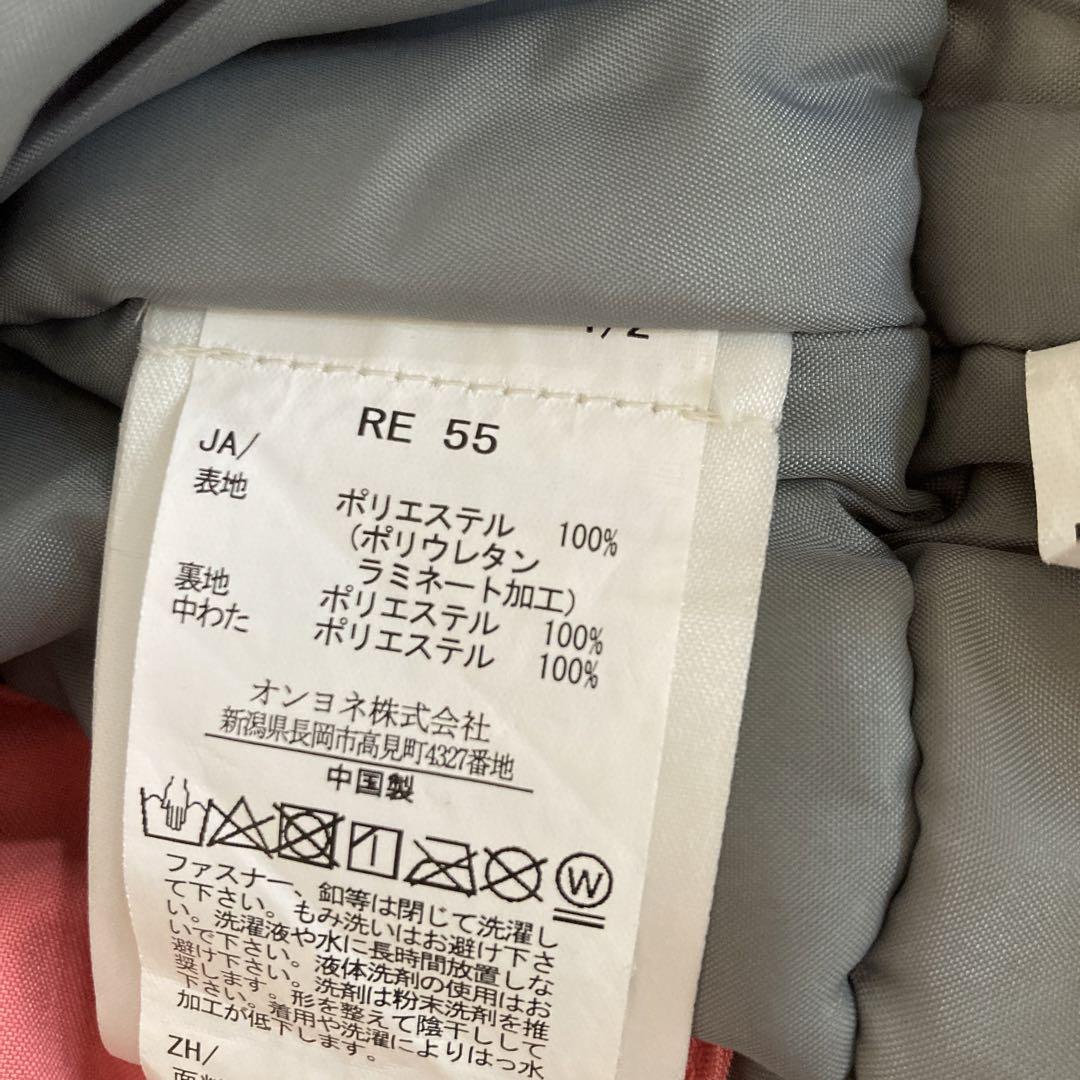 1/2
RE 55
JA/
表地 ポリエステル 100%
(ポリウレタン
ラミネート加工)
裏地 ポリエステル 100%
中わた ポリエステル 100%
オンヨネ株式会社
新潟県長岡市高見町4327番地
中国製
W
ファスナー、釦等は閉じて洗濯し
て下さい。もみ洗いはお避け下さ
い。洗濯液や水に長時間放置しな
いで下さい。液体洗剤の使用はお
避け下さい。洗剤は粉末洗剤を推
奨します。形を整えて陰干しして
下さい。着用や洗濯によりはっ水
加工が低下します。
ZH/